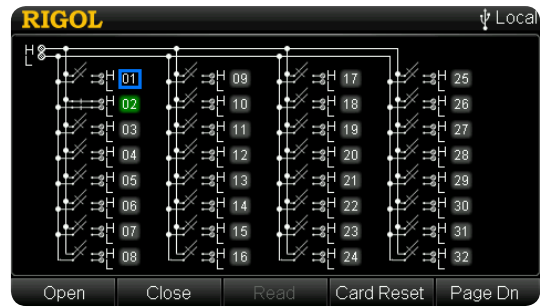 RIGOL Local
H
L
H 01 H 09 H 17 H 25
L L L L
H 02 H 10 H 18 H 26
L L L L
H 03 H 11 H 19 H 27
L L L L
H 04 H 12 H 20 H 28
L L L L
H 05 H 13 H 21 H 29
L L L L
H 06 H 14 H 22 H 30
L L L L
H 07 H 15 H 23 H 31
L L L L
H 08 H 16 H 24 H 32
L L L L
Open Close Read Card Reset Page Dn